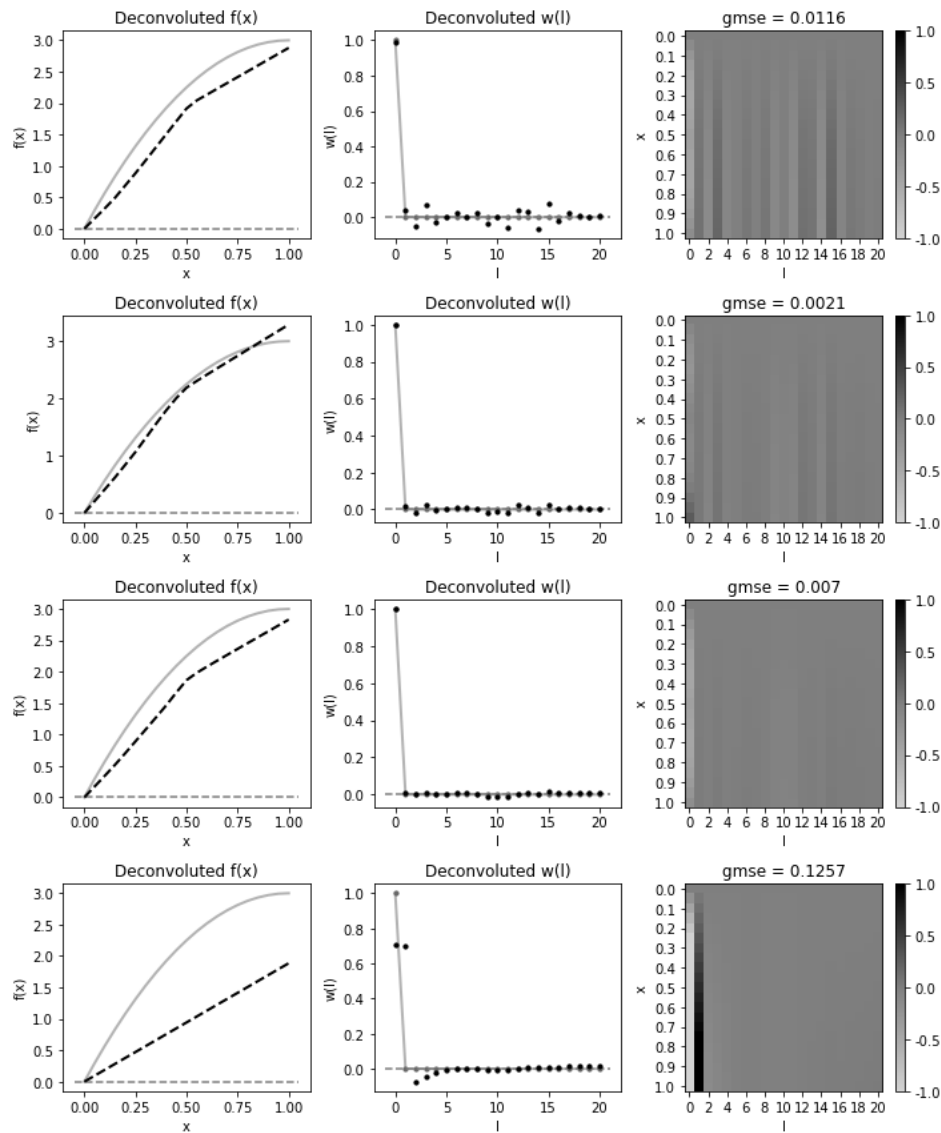 Deconvoluted f(x) Deconvoluted w(l) gmse = 0.0116
3.0 2.5 2.0 1.5 1.0 0.5 0.0
f(x)
0.00 0.25 0.50 0.75 1.00
x
1.0 0.8 0.6 0.4 0.2 0.0
w(l)
0 5 10 15 20
l
0.0 0.1 0.2 0.3 0.4 0.5 0.6 0.7 0.8 0.9 1.0
x
0 2 4 6 8 10 12 14 16 18 20
l
1.0 0.5 0.0 -0.5 -1.0
Deconvoluted f(x) Deconvoluted w(l) gmse = 0.0021
3 2 1 0
f(x)
0.00 0.25 0.50 0.75 1.00
x
1.0 0.8 0.6 0.4 0.2 0.0
w(l)
0 5 10 15 20
l
0.0 0.1 0.2 0.3 0.4 0.5 0.6 0.7 0.8 0.9 1.0
x
0 2 4 6 8 10 12 14 16 18 20
l
1.0 0.5 0.0 -0.5 -1.0
Deconvoluted f(x) Deconvoluted w(l) gmse = 0.007
3.0 2.5 2.0 1.5 1.0 0.5 0.0
f(x)
0.00 0.25 0.50 0.75 1.00
x
1.0 0.8 0.6 0.4 0.2 0.0
w(l)
0 5 10 15 20
l
0.0 0.1 0.2 0.3 0.4 0.5 0.6 0.7 0.8 0.9 1.0
x
0 2 4 6 8 10 12 14 16 18 20
l
1.0 0.5 0.0 -0.5 -1.0
Deconvoluted f(x) Deconvoluted w(l) gmse = 0.1257
3.0 2.5 2.0 1.5 1.0 0.5 0.0
f(x)
0.00 0.25 0.50 0.75 1.00
x
1.0 0.8 0.6 0.4 0.2 0.0
w(l)
0 5 10 15 20
l
0.0 0.1 0.2 0.3 0.4 0.5 0.6 0.7 0.8 0.9 1.0
x
0 2 4 6 8 10 12 14 16 18 20
l
1.0 0.5 0.0 -0.5 -1.0